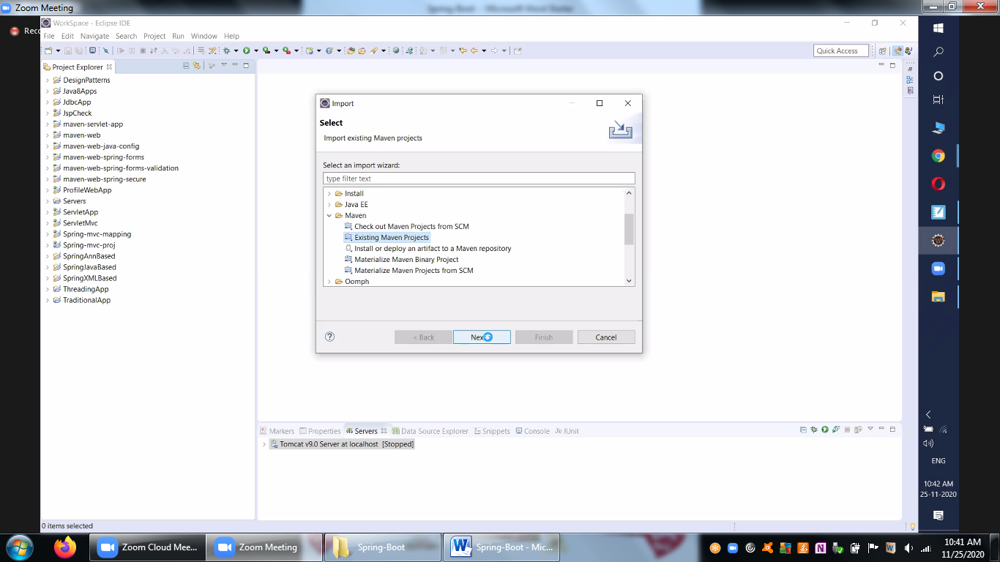 Zoom Meeting
Spring-Boot - Microsoft Word Starter
Reco
WorkSpace - Eclipse IDE
File Edit Navigate Search Project Run Window Help
Quick Access
Project Explorer
DesignPatterns
Java8Apps
JdbcApp
JspCheck
maven-servlet-app
maven-web
maven-web-java-config
maven-web-spring-forms
maven-web-spring-forms-validation
maven-web-spring-secure
ProfileWebApp
Servers
ServletApp
ServletMvc
Spring-mvc-mapping
Spring-mvc-proj
SpringAnnBased
SpringJavaBased
SpringXMLBased
ThreadingApp
TraditionalApp
Import
Select
Import existing Maven projects
Select an import wizard:
type filter text
Install
Java EE
Maven
Check out Maven Projects from SCM
Existing Maven Projects
Install or deploy an artifact to a Maven repository
Materialize Maven Binary Project
Materialize Maven Projects from SCM
Oomph
< Back Nex Finish Cancel
Markers Properties Servers Data Source Explorer Snippets Console JUnit
Tomcat v9.0 Server at localhost [Stopped]
0 items selected
ENG
10:42 AM
25-11-2020
Zoom Cloud Mee... Zoom Meeting Spring-Boot Spring-Boot - Mic...
10:41 AM
11/25/2020